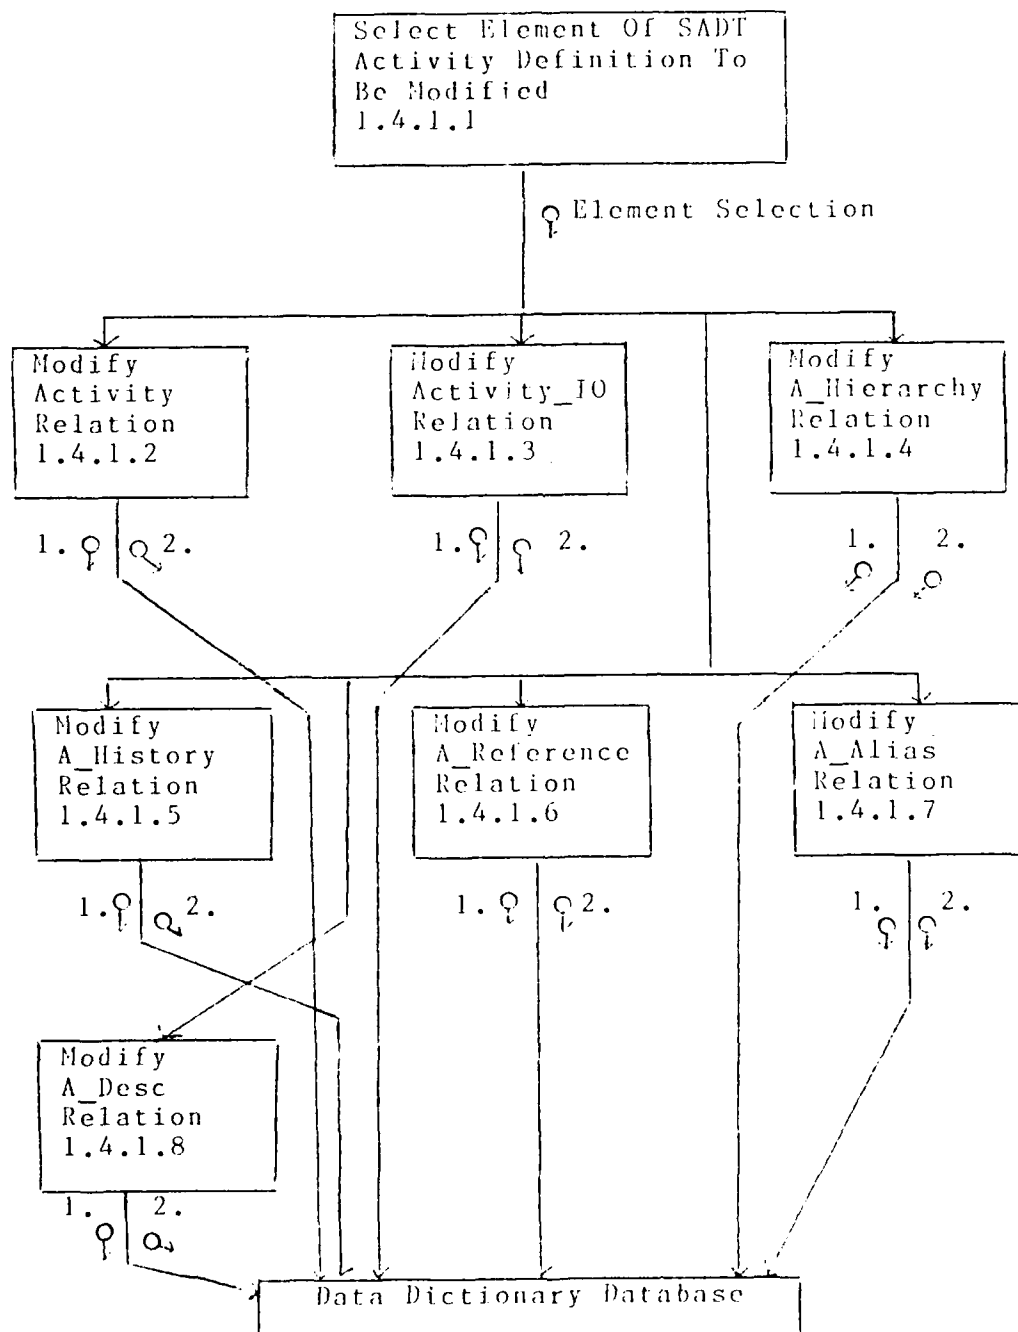 Select Element Of SADT
Activity Definition To
Be Modified
1.4.1.1
Element Selection
Modify
Activity
Relation
1.4.1.2
Modify
Activity_IO
Relation
1.4.1.3
Modify
A_Hierarchy
Relation
1.4.1.4
1. 2.
1. 2.
1. 2.
Modify
A_History
Relation
1.4.1.5
Modify
A_Reference
Relation
1.4.1.6
Modify
A_Alias
Relation
1.4.1.7
1. 2.
1. 2.
1. 2.
Modify
A_Desc
Relation
1.4.1.8
1. 2.
Data Dictionary Database